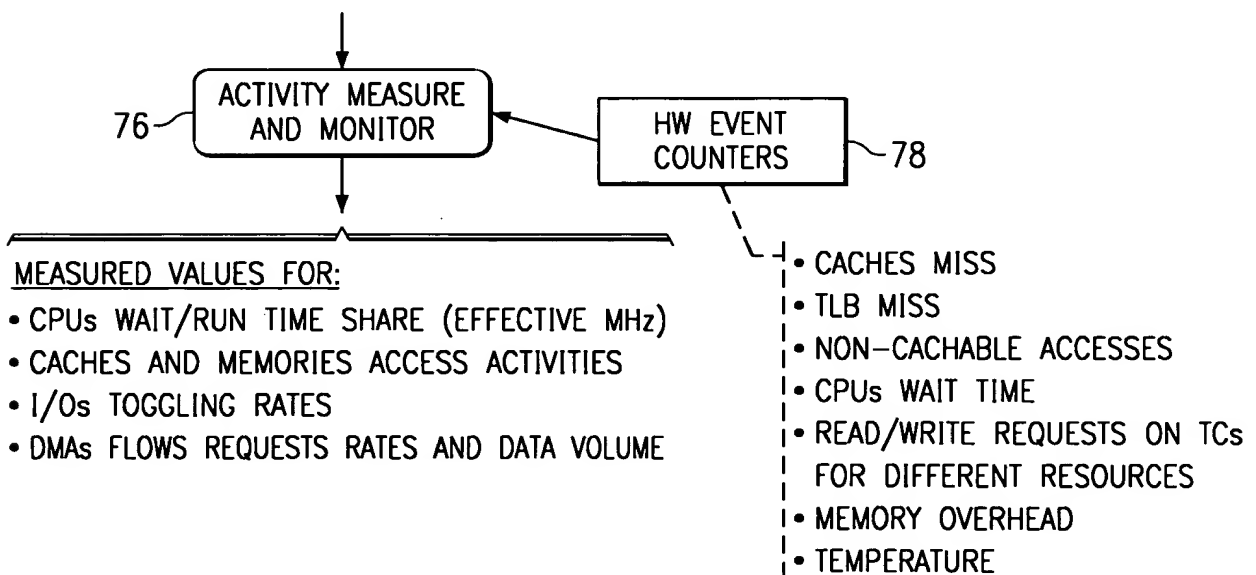 ACTIVITY MEASURE
AND MONITOR
76
HW EVENT
COUNTERS
78
MEASURED VALUES FOR:
• CPUs WAIT/RUN TIME SHARE (EFFECTIVE MHz)
• CACHES AND MEMORIES ACCESS ACTIVITIES
• I/Os TOGGLING RATES
• DMAs FLOWS REQUESTS RATES AND DATA VOLUME
• CACHES MISS
• TLB MISS
• NON-CACHABLE ACCESSES
• CPUs WAIT TIME
• READ/WRITE REQUESTS ON TCs
FOR DIFFERENT RESOURCES
• MEMORY OVERHEAD
• TEMPERATURE